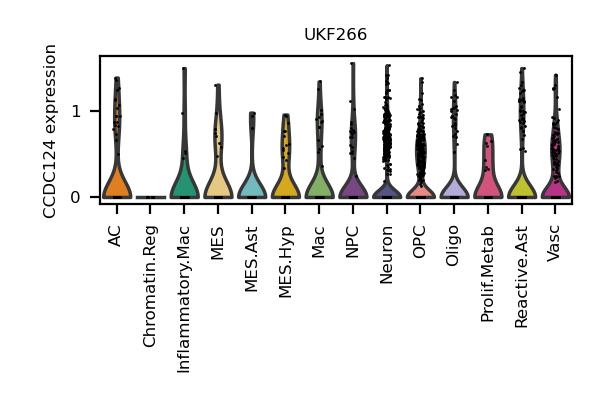 UKF266
CCDC124 expression
1
0
AC
Chromatin.Reg
Inflammatory.Mac
MES
MES.Ast
MES.Hyp
Mac
NPC
Neuron
OPC
Oligo
Prolif.Metab
Reactive.Ast
Vasc